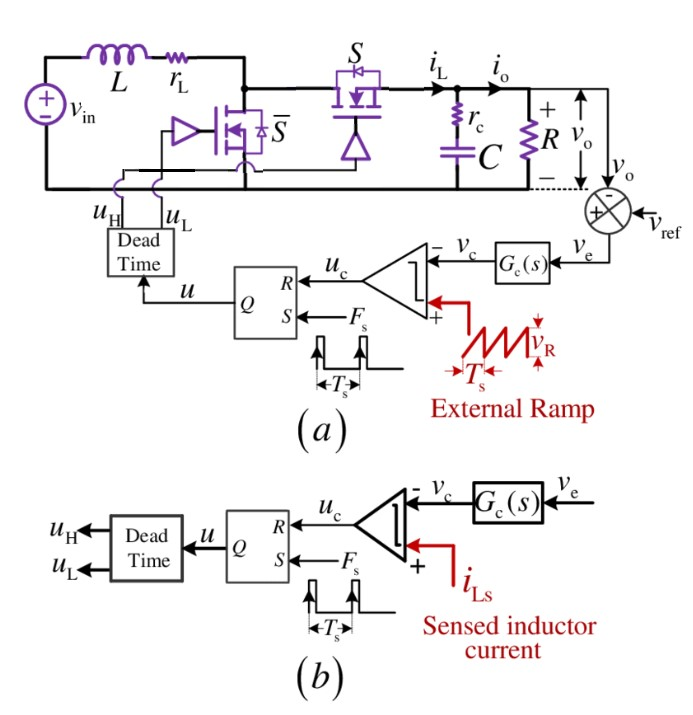 S
i_L i_o
L r_L
+
v_in
S̅
r_c
C
+
R v_o
−
v_o
u_H u_L
-
+
v_ref
Dead
Time
u
Q
R
S
u_c
−
v_c
G_c(s)
v_e
F_s
+
T_s
v_R
T_s
External Ramp
(a)
u_H
u_L
Dead
Time
u
Q
R
S
u_c
-
v_c
G_c(s)
v_e
F_s
+
i_Ls
T_s
Sensed inductor
current
(b)